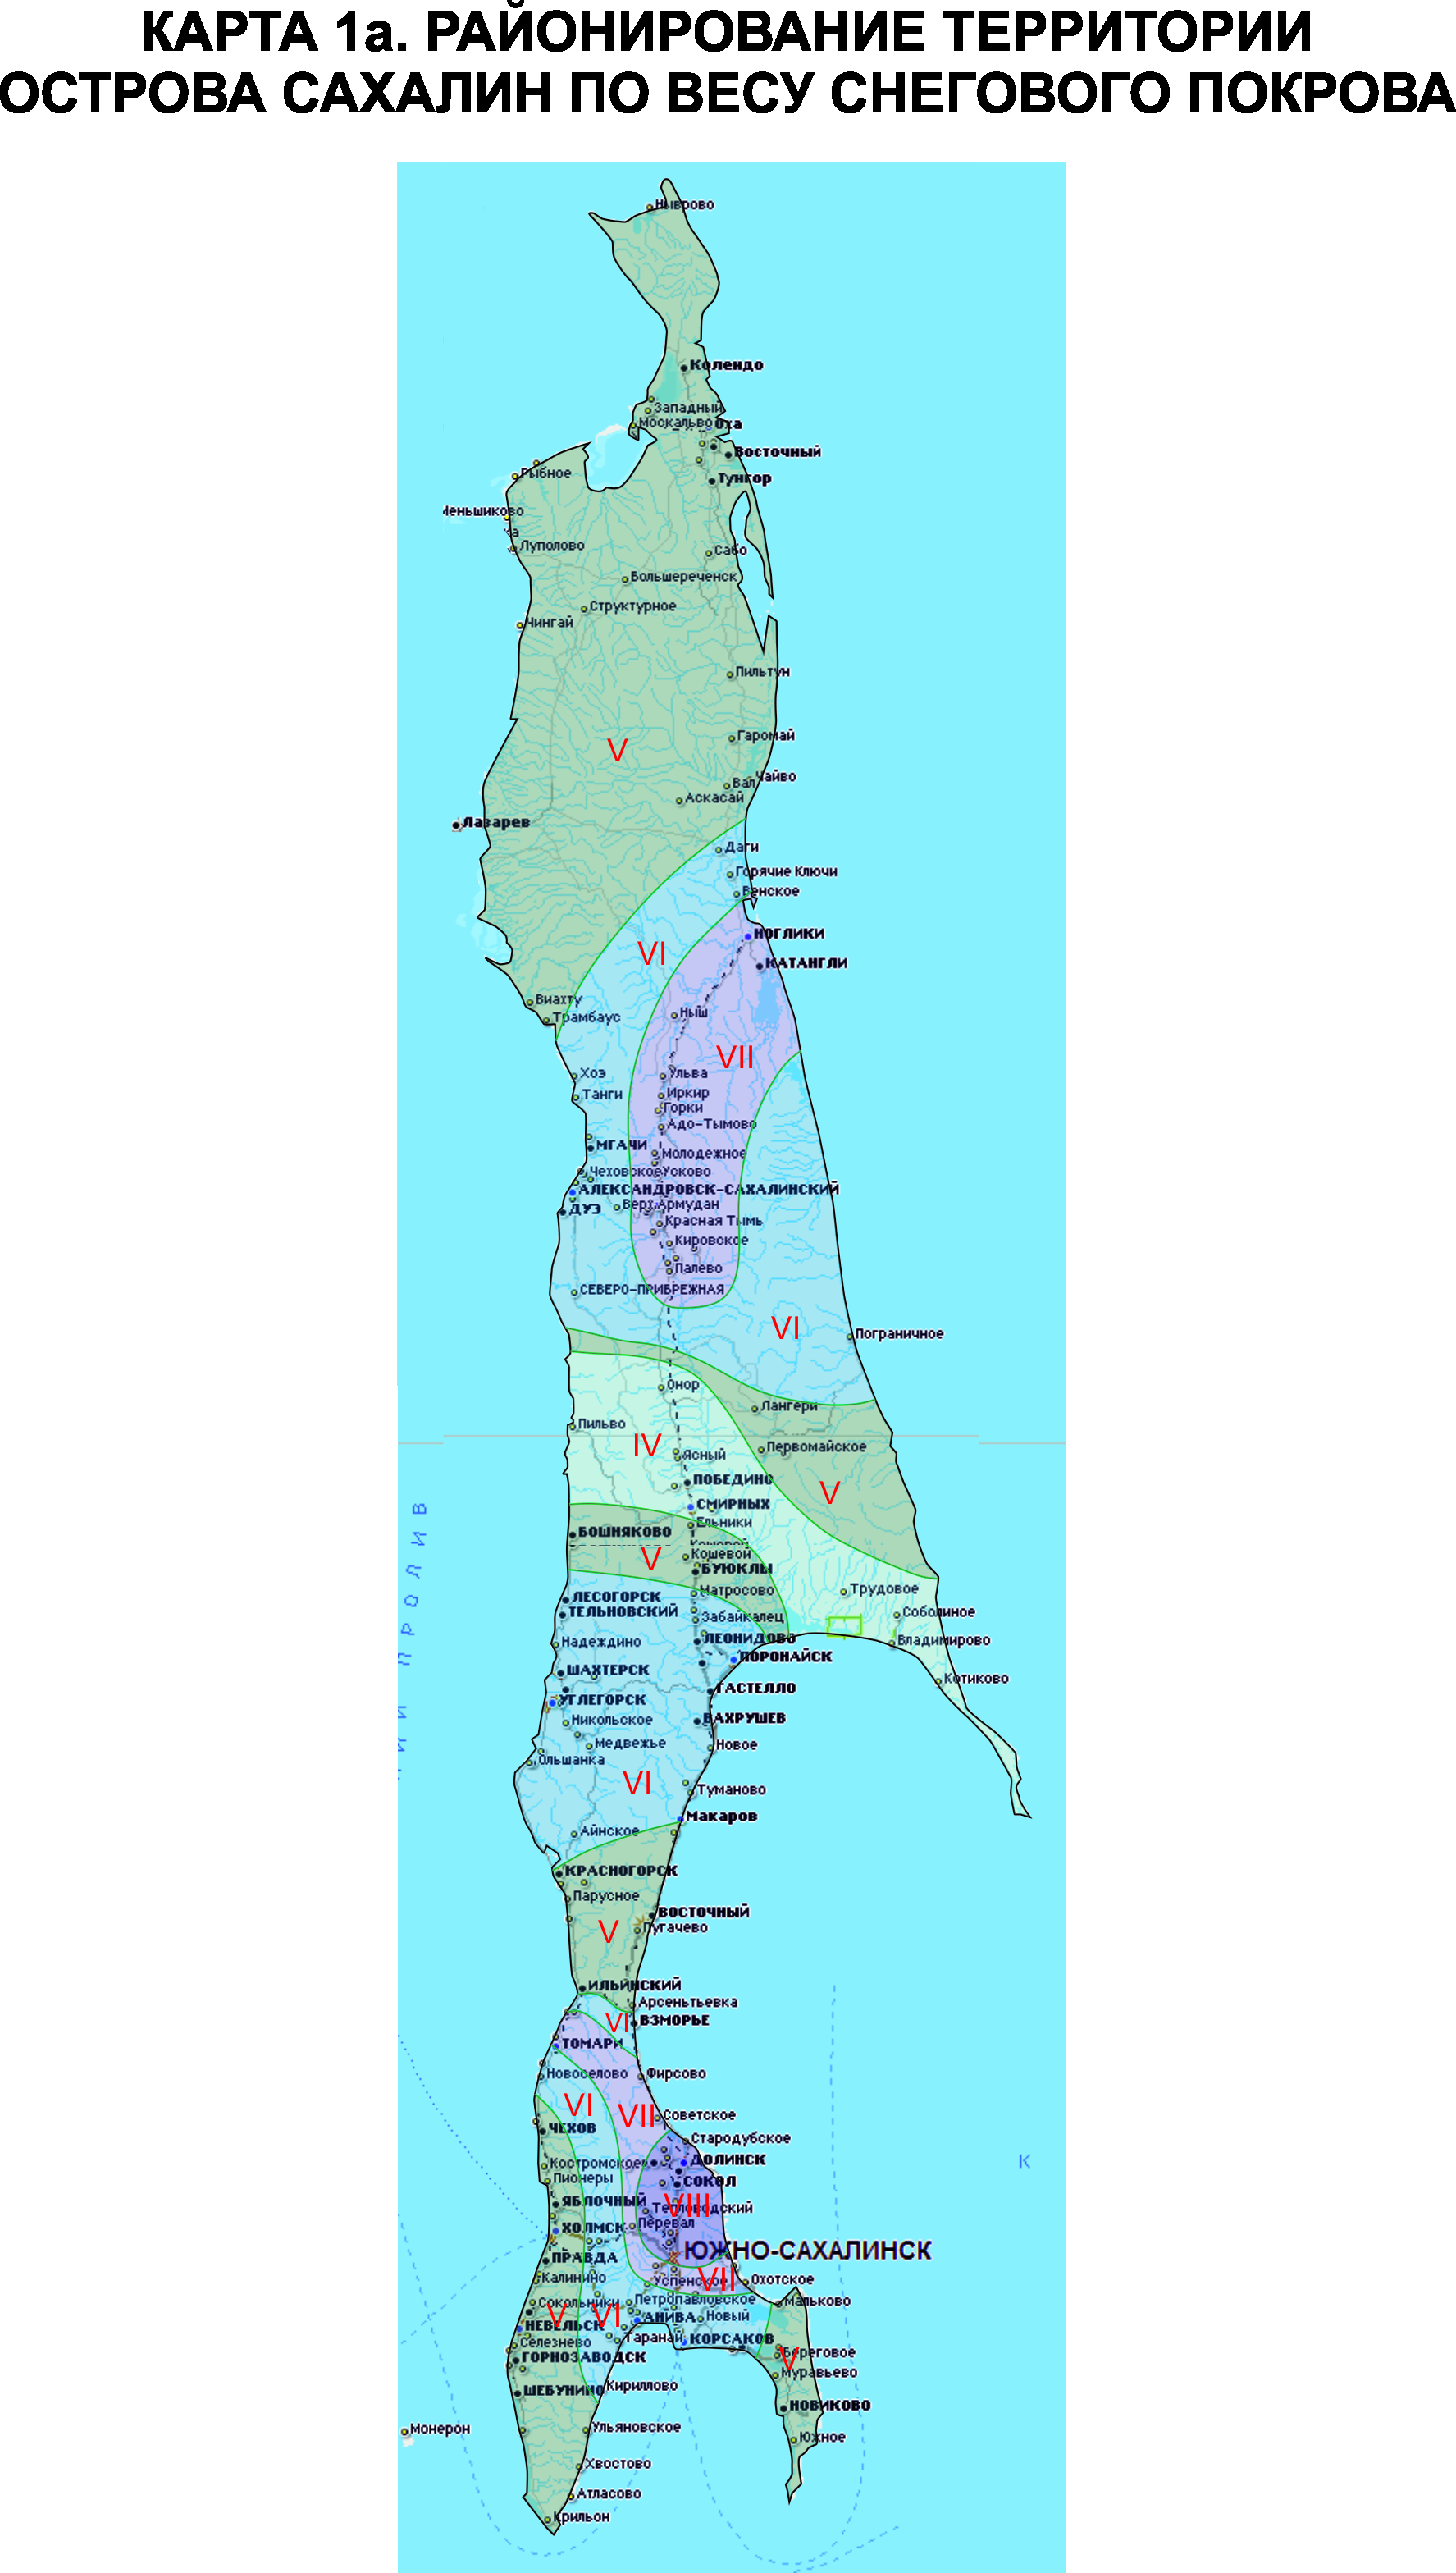 КАРТА 1а. РАЙОНИРОВАНИЕ ТЕРРИТОРИИ
ОСТРОВА САХАЛИН ПО ВЕСУ СНЕГОВОГО ПОКРОВА
Ныврово
Колендо
Западный
Москальво
Оха
Восточный
Тунгор
Рыбное
Меньшиково
ка
Луполово
Сабо
Большереченск
Структурное
Чингай
Пильтун
Гаромай
V
Чайво
Вал
Аскасай
Лазарев
Даги
Горячие Ключи
Венское
НОГЛИКИ
VI
КАТАНГЛИ
Виахту
Ныш
Трамбаус
VII
Хоэ
Ульва
Танги
Иркир
Горки
Адо-Тымово
МГАЧИ
Молодежное
Чеховское
Усково
АЛЕКСАНДРОВСК-САХАЛИНСКИЙ
ДУЭ
Верх.Армудан
Красная Тымь
Кировское
Палево
СЕВЕРО-ПРИБРЕЖНАЯ
VI
Пограничное
Онор
Лангери
Пильво
IV
Первомайское
Ясный
ПОБЕДИНО
V
СМИРНЫХ
Ельники
БОШНЯКОВО
Кошевой
V
БУЮКЛЫ
Трудовое
Матросово
ЛЕСОГОРСК
ТЕЛЬНОВСКИЙ
Соболиное
Забайкалец
ЛЕОНИДОВО
Надеждино
Владимирово
ПОРОНАЙСК
ШАХТЕРСК
Котиково
ГАСТЕЛЛО
УГЛЕГОРСК
Никольское
ВАХРУШЕВ
Медвежье
Новое
Ольшанка
VI
Туманово
Макаров
Айнское
КРАСНОГОРСК
Парусное
ВОСТОЧНЫЙ
Пугачево
V
ИЛЬИНСКИЙ
Арсентьевка
VI
ВЗМОРЬЕ
ТОМАРИ
Новоселово
Фирсово
VI
VII
Советское
ЧЕХОВ
Стародубское
Костромское
ДОЛИНСК
Пионеры
СОКОЛ
ЯБЛОЧНЫЙ
VIII
Тепловодский
ХОЛМСК
Перевал
ЮЖНО-САХАЛИНСК
ПРАВДА
Калинино
Успенское
VII
Охотское
Сокольники
Петропавловское
Мальково
V
VI
АНИВА
Новый
НЕВЕЛЬСК
Таранай
КОРСАКОВ
Селезнево
Береговое
V
ГОРНОЗАВОДСК
Муравьево
ШЕБУНИНО
Кириллово
НОВИКОВО
Монерон
Ульяновское
Южное
Хвостово
Атласово
Крильон
К
ИЙ ПРОЛИВ